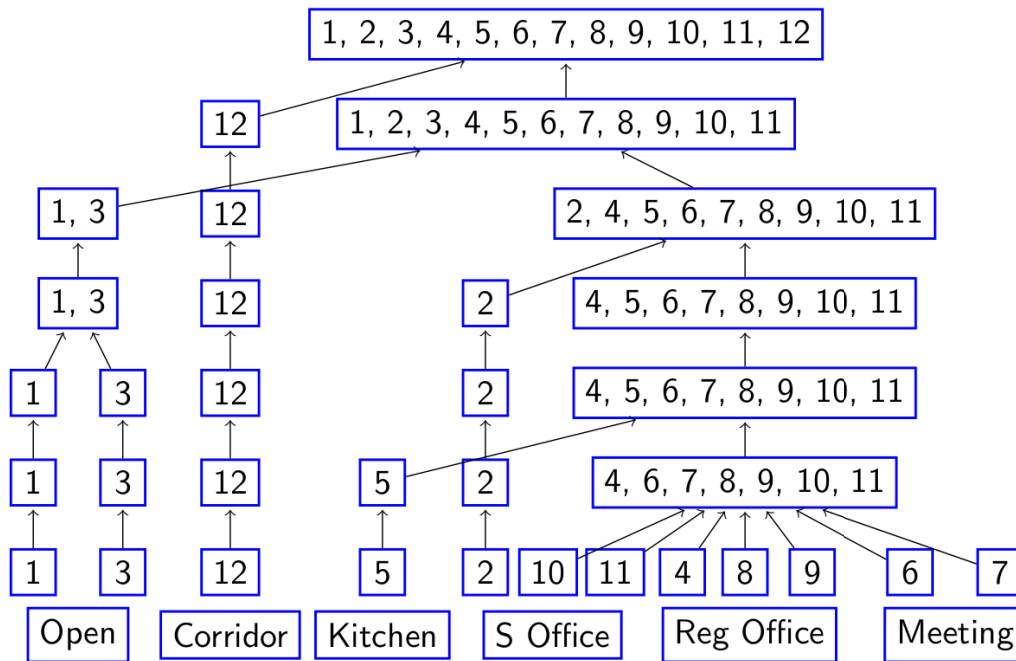 1, 2, 3, 4, 5, 6, 7, 8, 9, 10, 11, 12
12
1, 2, 3, 4, 5, 6, 7, 8, 9, 10, 11
1, 3
12
2, 4, 5, 6, 7, 8, 9, 10, 11
1, 3
12
2
4, 5, 6, 7, 8, 9, 10, 11
1
3
12
2
4, 5, 6, 7, 8, 9, 10, 11
1
3
12
5
2
4, 6, 7, 8, 9, 10, 11
1
3
12
5
2
10
11
4
8
9
6
7
Open
Corridor
Kitchen
S Office
Reg Office
Meeting